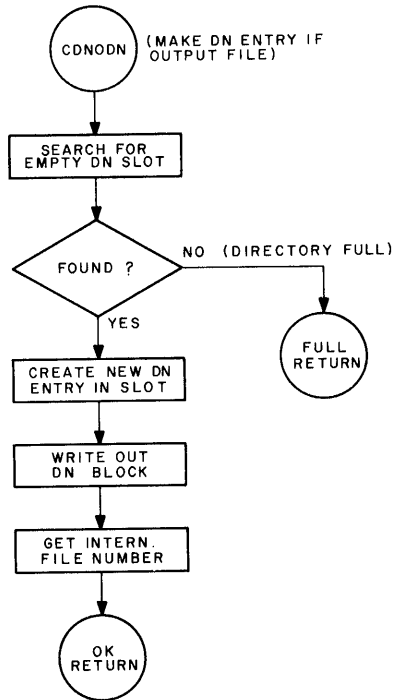 CDNODN
(MAKE DN ENTRY IF
OUTPUT FILE)
SEARCH FOR
EMPTY DN SLOT
FOUND ?
NO (DIRECTORY FULL)
YES
FULL
RETURN
CREATE NEW DN
ENTRY IN SLOT
WRITE OUT
DN BLOCK
GET INTERN.
FILE NUMBER
OK
RETURN